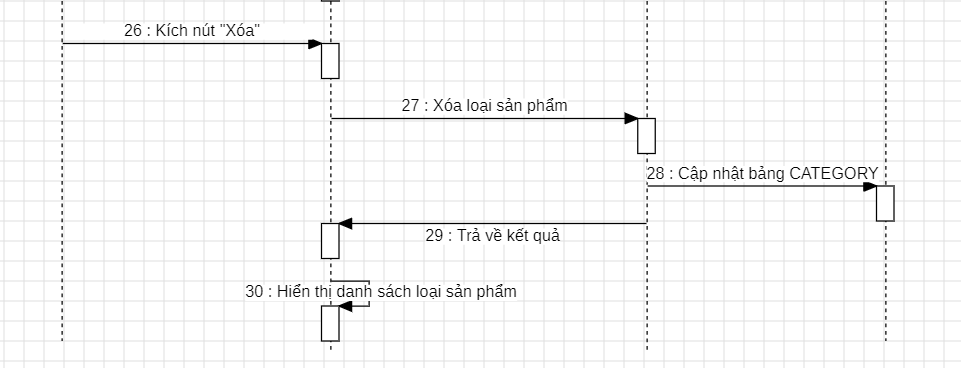 26 : Kích nút "Xóa"
27 : Xóa loại sản phẩm
28 : Cập nhật bảng CATEGORY
29 : Trả về kết quả
30 : Hiển thị danh sách loại sản phẩm